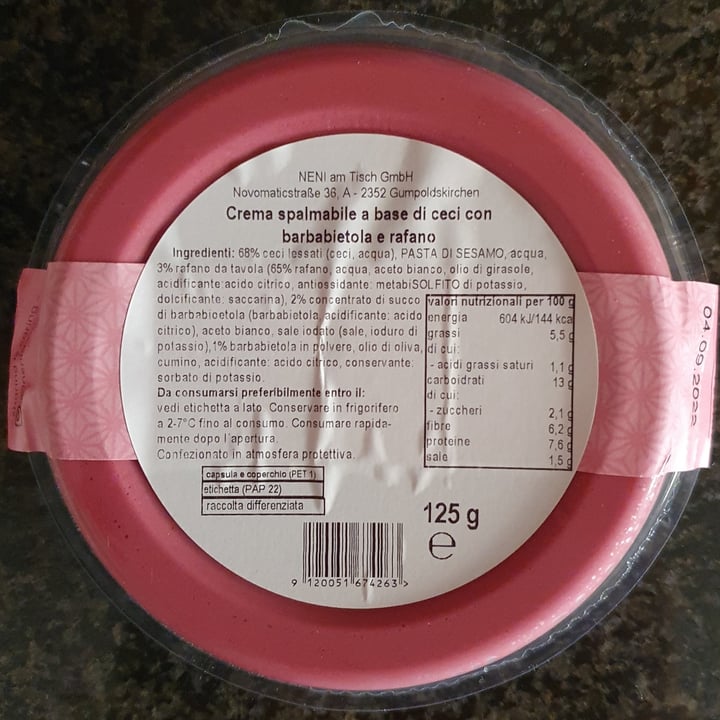 NENI am Tisch GmbH
Novomaticstraße 36, A - 2352 Gumpoldskirchen
Crema spalmabile a base di ceci con
barbabietola e rafano
Ingredienti: 68% ceci lessati (ceci, acqua), PASTA DI SESAMO, acqua,
3% rafano da tavola (65% rafano, acqua, aceto bianco, olio di girasole,
acidificante: acido citrico, antiossidante: metabiSOLFITO di potassio,
dolcificante: saccarina), 2% concentrato di succo
di barbabioetola (barbabietola, acidificante: acido
citrico), aceto bianco, sale iodato (sale, ioduro di
potassio),1% barbabietola in polvere, olio di oliva,
cumino, acidificante: acido citrico, conservante:
sorbato di potassio.
Da consumarsi preferibilmente entro il:
vedi etichetta a lato. Conservare in frigorifero
a 2-7°C fino al consumo. Consumare rapida-
mente dopo l'apertura.
Confezionato in atmosfera protettiva.
valori nutrizionali per 100 g
energia 604 kJ/144 kca
grassi 5,5 g
di cui:
- acidi grassi saturi 1,1 g
carboidrati 13 g
di cui:
- zuccheri 2,1 g
fibre 6,2 g
proteine 7,6 g
sale 1,5 g
capsula e coperchio (PET 1)
etichetta (PAP 22)
raccolta differenziata
125 g
e
9 120051 674263 >
04.09.2022